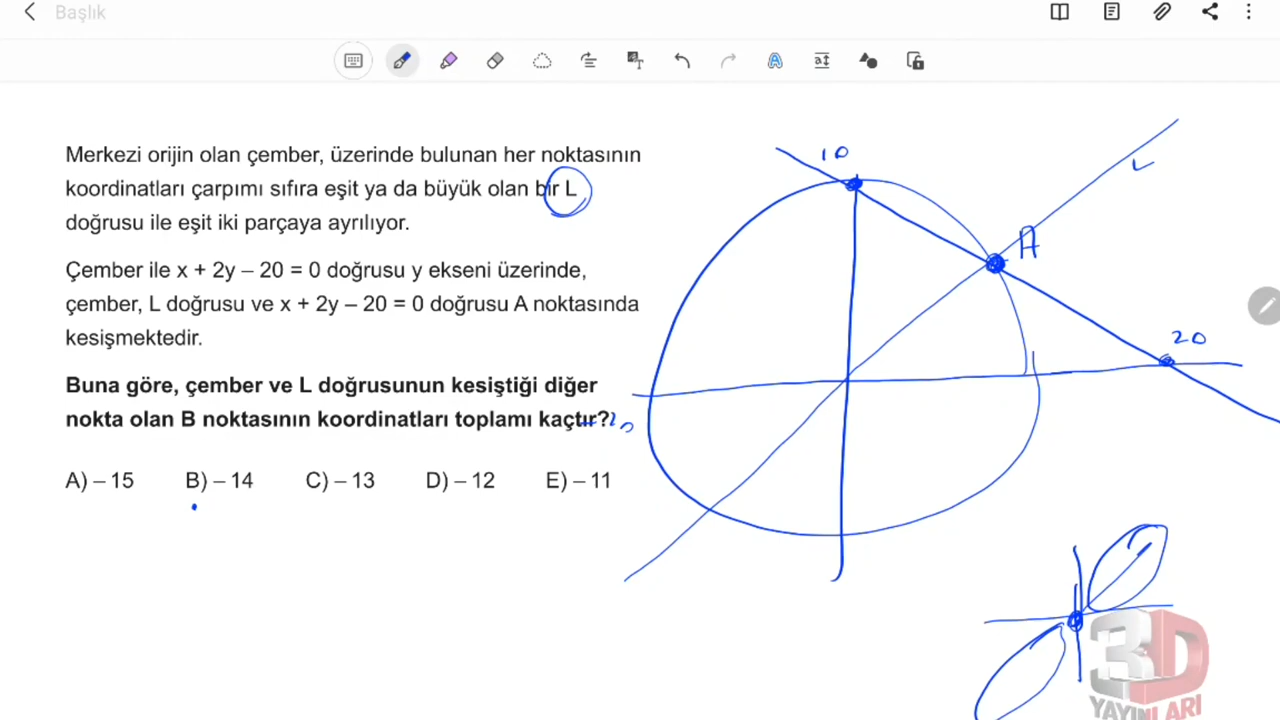 Başlık
Merkezi orijin olan çember, üzerinde bulunan her noktasının
koordinatları çarpımı sıfıra eşit ya da büyük olan bir L
doğrusu ile eşit iki parçaya ayrılıyor.
Çember ile x + 2y – 20 = 0 doğrusu y ekseni üzerinde,
çember, L doğrusu ve x + 2y – 20 = 0 doğrusu A noktasında
kesişmektedir.
Buna göre, çember ve L doğrusunun kesiştiği diğer
nokta olan B noktasının koordinatları toplamı kaçtır?
A) – 15 B) – 14 C) – 13 D) – 12 E) – 11
10
L
A
20
-10
3D
YAYINLARI